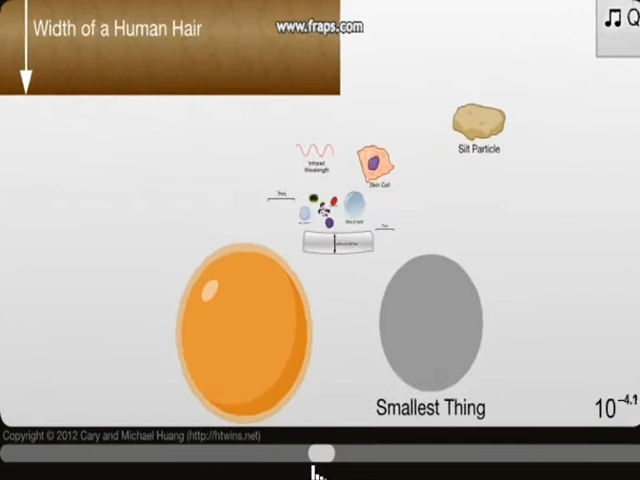 Width of a Human Hair
www.fraps.com
Q
Silt Particle
Infrared
Wavelength
Skin Cell
Smallest Thing
10^-4.1
Copyright © 2012 Cary and Michael Huang (http://htwins.net)